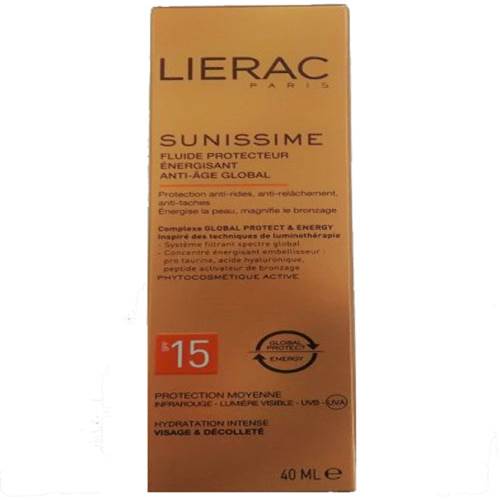 LIERAC
PARIS
SUNISSIME
FLUIDE PROTECTEUR
ÉNERGISANT
ANTI-ÂGE GLOBAL
Protection anti-rides, anti-relâchement,
anti-taches
Énergise la peau, magnifie le bronzage
Complexe GLOBAL PROTECT & ENERGY
Inspiré des techniques de luminothérapie
- Système filtrant spectre global
- Concentré énergisant embellisseur :
pro taurine, acide hyaluronique,
peptide activateur de bronzage
PHYTOCOSMÉTIQUE ACTIVE
SPF 15
GLOBAL
PROTECT
ENERGY
PROTECTION MOYENNE
INFRAROUGE - LUMIÈRE VISIBLE - UVB - UVA
HYDRATATION INTENSE
VISAGE & DÉCOLLETÉ
40 ML e